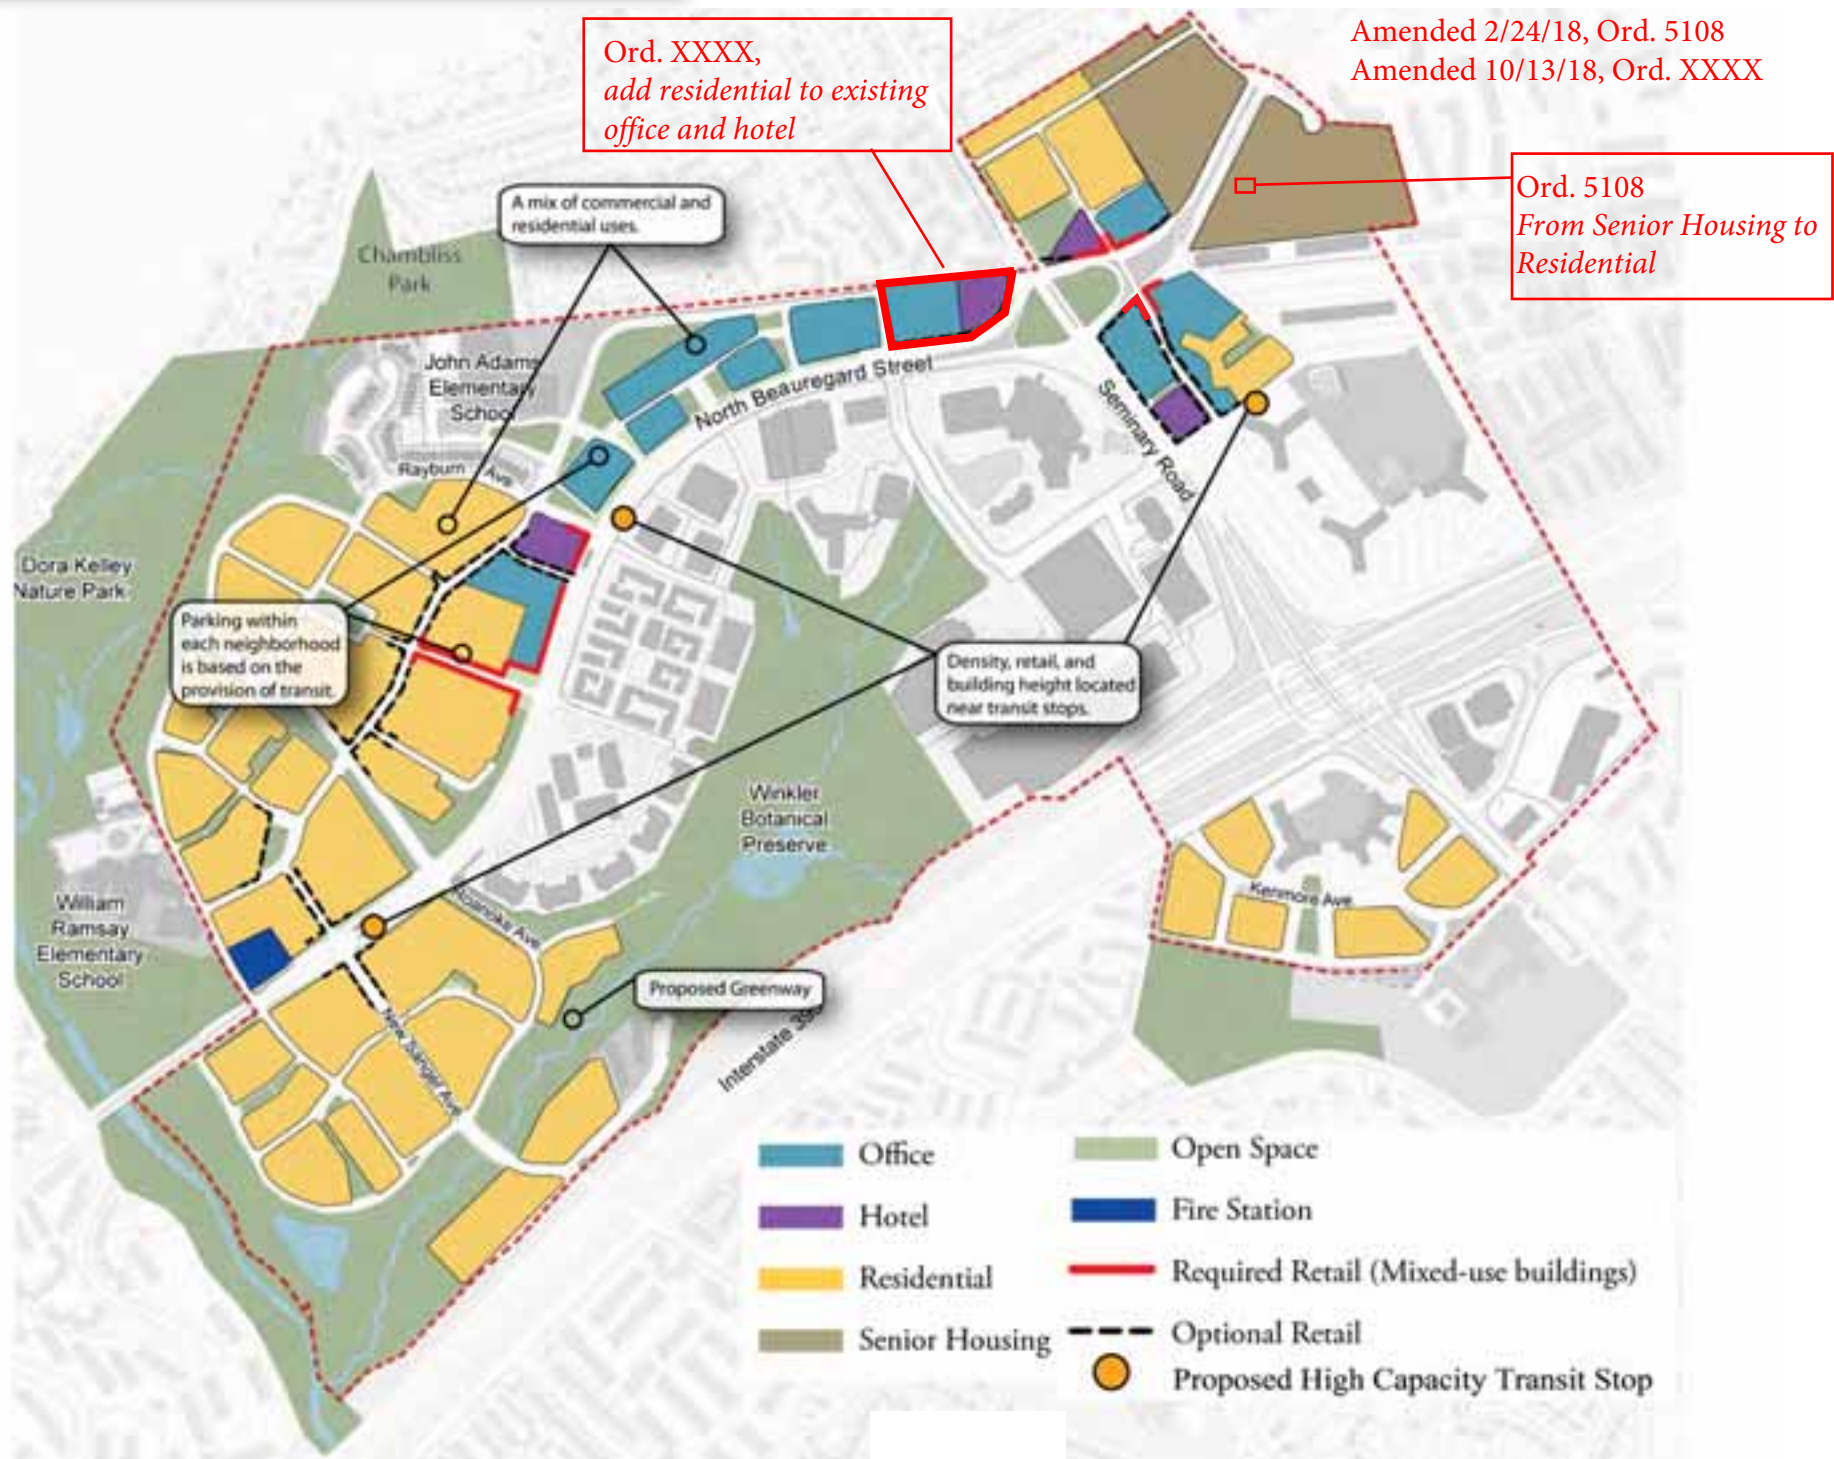 Amended 2/24/18, Ord. 5108
Amended 10/13/18, Ord. XXXX
Ord. XXXX,
add residential to existing
office and hotel
Ord. 5108
From Senior Housing to
Residential
A mix of commercial and
residential uses.
Chambliss
Park
John Adams
Elementary
School
North Beauregard Street
Seminary Road
Rayburn Ave
Dora Kelley
Nature Park
Parking within
each neighborhood
is based on the
provision of transit.
Density, retail, and
building height located
near transit stops.
Winkler
Botanical
Preserve
Kenmore Ave
William
Ramsay
Elementary
School
Roanoke Ave
Proposed Greenway
New Sanger Ave
Interstate 395
Office
Hotel
Residential
Senior Housing
Open Space
Fire Station
Required Retail (Mixed-use buildings)
Optional Retail
Proposed High Capacity Transit Stop